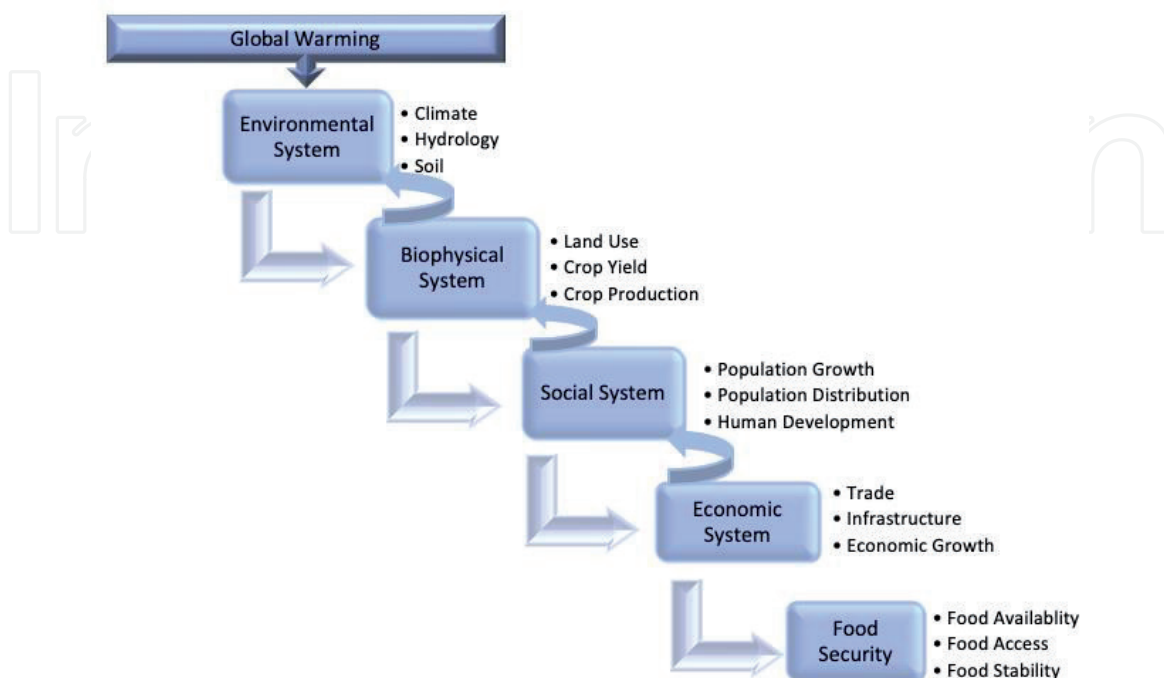 Global Warming
Environmental
System
• Climate
• Hydrology
• Soil
Biophysical
System
• Land Use
• Crop Yield
• Crop Production
Social System
• Population Growth
• Population Distribution
• Human Development
Economic
System
• Trade
• Infrastructure
• Economic Growth
Food
Security
• Food Availablity
• Food Access
• Food Stability